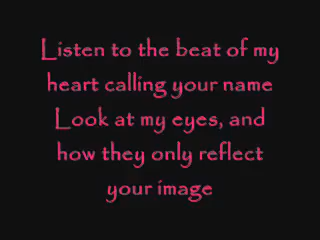 Listen to the beat of my
heart calling your name
Look at my eyes, and
how they only reflect
your image